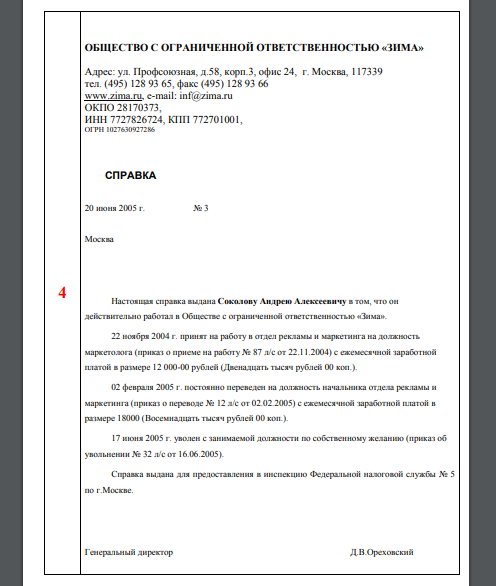 ОБЩЕСТВО С ОГРАНИЧЕННОЙ ОТВЕТСТВЕННОСТЬЮ «ЗИМА»
Адрес: ул. Профсоюзная, д.58, корп.3, офис 24, г. Москва, 117339
тел. (495) 128 93 65, факс (495) 128 93 66
www.zima.ru, e-mail: inf@zima.ru
ОКПО 28170373,
ИНН 7727826724, КПП 772701001,
ОГРН 1027630927286
СПРАВКА
20 июня 2005 г. № 3
Москва
4
Настоящая справка выдана Соколову Андрею Алексеевичу в том, что он
действительно работал в Обществе с ограниченной ответственностью «Зима».
22 ноября 2004 г. принят на работу в отдел рекламы и маркетинга на должность
маркетолога (приказ о приеме на работу № 87 л/с от 22.11.2004) с ежемесячной заработной
платой в размере 12 000-00 рублей (Двенадцать тысяч рублей 00 коп.).
02 февраля 2005 г. постоянно переведен на должность начальника отдела рекламы и
маркетинга (приказ о переводе № 12 л/с от 02.02.2005) с ежемесячной заработной платой в
размере 18000 (Восемнадцать тысяч рублей 00 коп.).
17 июня 2005 г. уволен с занимаемой должности по собственному желанию (приказ об
увольнении № 32 л/с от 16.06.2005).
Справка выдана для предоставления в инспекцию Федеральной налоговой службы № 5
по г.Москве.
Генеральный директор Д.В.Ореховский